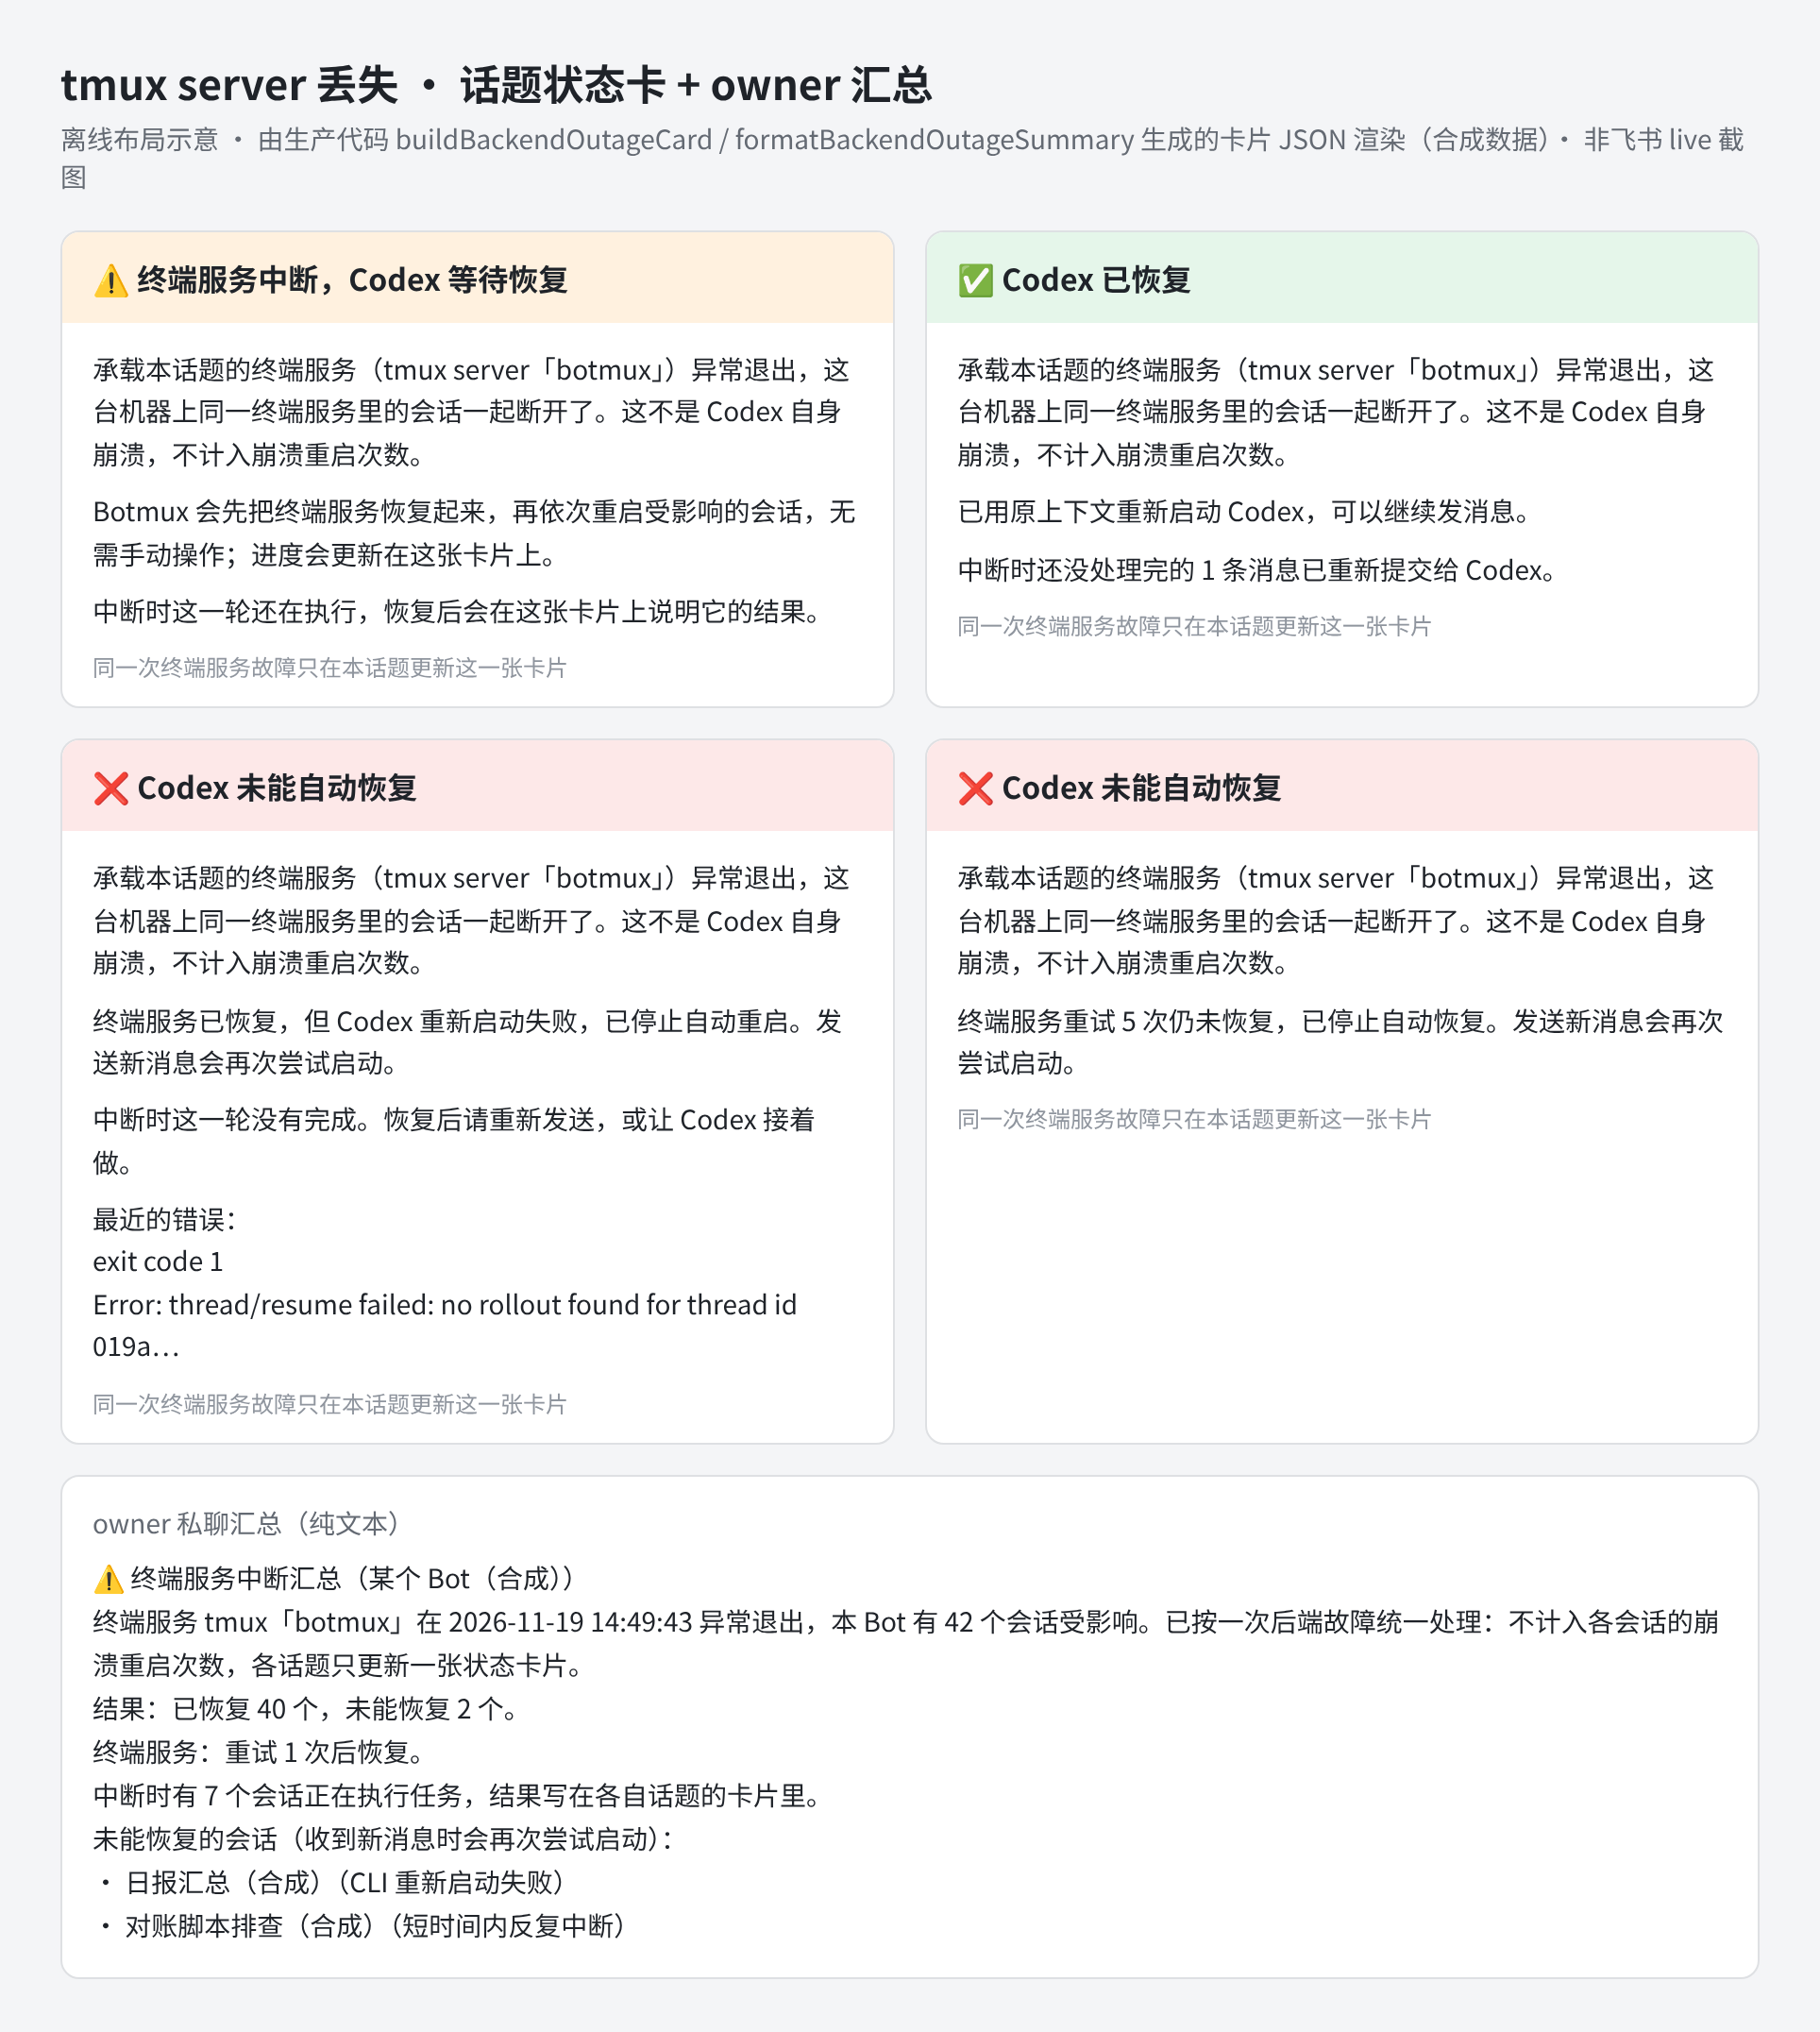 tmux server 丢失 · 话题状态卡 + owner 汇总
离线布局示意 · 由生产代码 buildBackendOutageCard / formatBackendOutageSummary 生成的卡片 JSON 渲染（合成数据）· 非飞书 live 截
图
⚠️ 终端服务中断，Codex 等待恢复
承载本话题的终端服务（tmux server「botmux」）异常退出，这
台机器上同一终端服务里的会话一起断开了。这不是 Codex 自身
崩溃，不计入崩溃重启次数。
Botmux 会先把终端服务恢复起来，再依次重启受影响的会话，无
需手动操作；进度会更新在这张卡片上。
中断时这一轮还在执行，恢复后会在这张卡片上说明它的结果。
同一次终端服务故障只在本话题更新这一张卡片
✅ Codex 已恢复
承载本话题的终端服务（tmux server「botmux」）异常退出，这
台机器上同一终端服务里的会话一起断开了。这不是 Codex 自身
崩溃，不计入崩溃重启次数。
已用原上下文重新启动 Codex，可以继续发消息。
中断时还没处理完的 1 条消息已重新提交给 Codex。
同一次终端服务故障只在本话题更新这一张卡片
❌ Codex 未能自动恢复
承载本话题的终端服务（tmux server「botmux」）异常退出，这
台机器上同一终端服务里的会话一起断开了。这不是 Codex 自身
崩溃，不计入崩溃重启次数。
终端服务已恢复，但 Codex 重新启动失败，已停止自动重启。发
送新消息会再次尝试启动。
中断时这一轮没有完成。恢复后请重新发送，或让 Codex 接着
做。
最近的错误：
exit code 1
Error: thread/resume failed: no rollout found for thread id
019a…
同一次终端服务故障只在本话题更新这一张卡片
❌ Codex 未能自动恢复
承载本话题的终端服务（tmux server「botmux」）异常退出，这
台机器上同一终端服务里的会话一起断开了。这不是 Codex 自身
崩溃，不计入崩溃重启次数。
终端服务重试 5 次仍未恢复，已停止自动恢复。发送新消息会再次
尝试启动。
同一次终端服务故障只在本话题更新这一张卡片
owner 私聊汇总（纯文本）
⚠️ 终端服务中断汇总（某个 Bot（合成））
终端服务 tmux「botmux」在 2026-11-19 14:49:43 异常退出，本 Bot 有 42 个会话受影响。已按一次后端故障统一处理：不计入各会话的崩
溃重启次数，各话题只更新一张状态卡片。
结果：已恢复 40 个，未能恢复 2 个。
终端服务：重试 1 次后恢复。
中断时有 7 个会话正在执行任务，结果写在各自话题的卡片里。
未能恢复的会话（收到新消息时会再次尝试启动）：
· 日报汇总（合成）（CLI 重新启动失败）
· 对账脚本排查（合成）（短时间内反复中断）